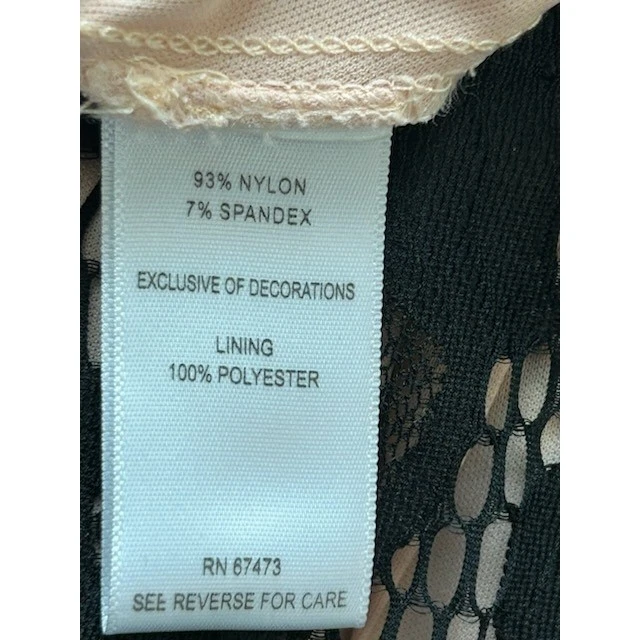 93% NYLON
7% SPANDEX
EXCLUSIVE OF DECORATIONS
LINING
100% POLYESTER
RN 67473
SEE REVERSE FOR CARE